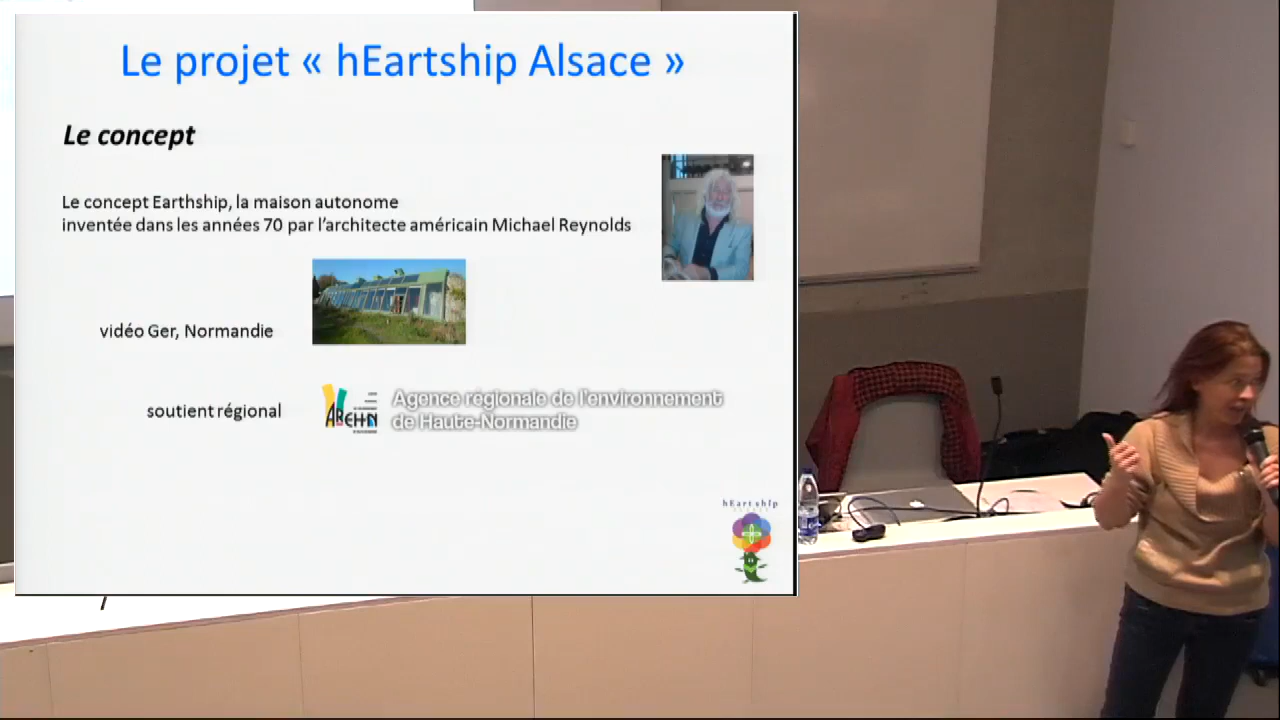 Le projet « hEartship Alsace »
Le concept
Le concept Earthship, la maison autonome
inventée dans les années 70 par l'architecte américain Michael Reynolds
vidéo Ger, Normandie
soutient régional
AREHN
Agence régionale de l'environnement
de Haute-Normandie
hEartship